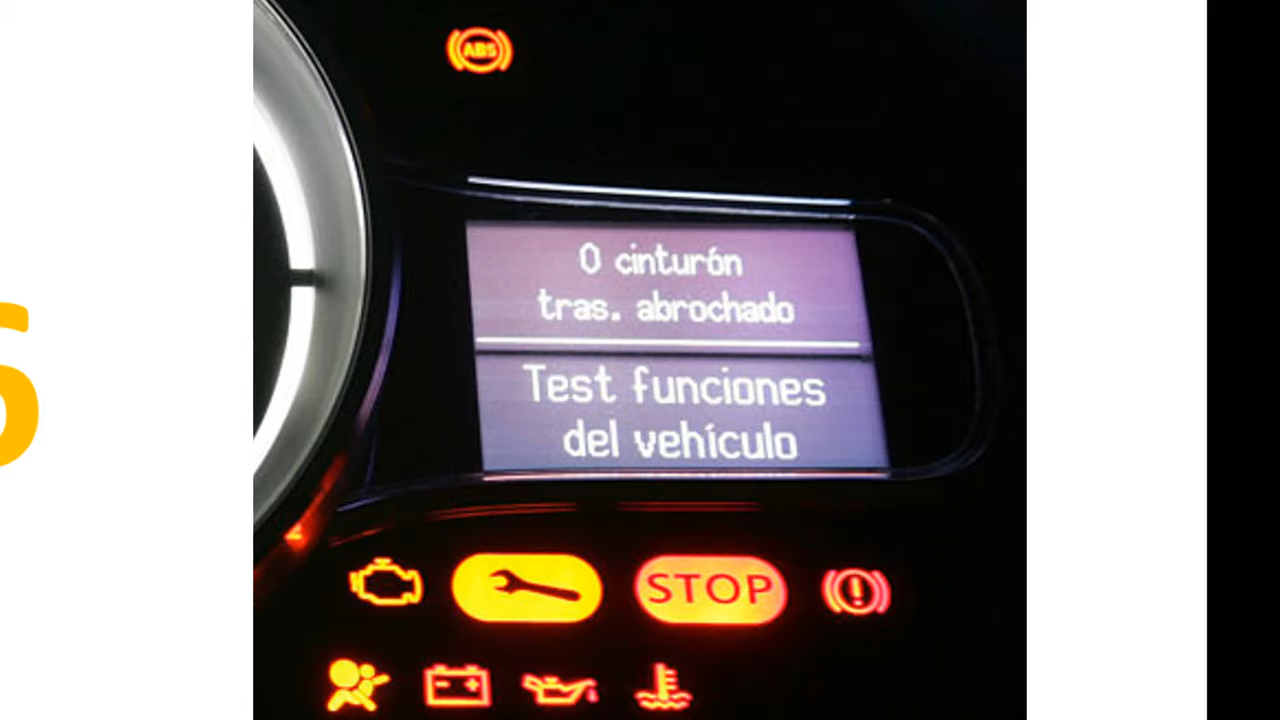 ABS
0 cinturón
tras. abrochado
Test funciones
del vehículo
STOP